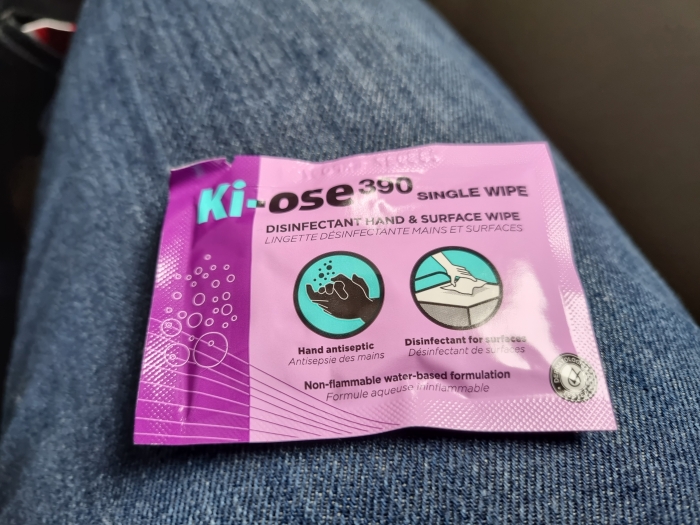 Ki-ose390 SINGLE WIPE
DISINFECTANT HAND & SURFACE WIPE
LINGETTE DÉSINFECTANTE MAINS ET SURFACES
Hand antiseptic
Antisepsie des mains
Disinfectant for surfaces
Désinfectant de surfaces
Non-flammable water-based formulation
Formule aqueuse ininflammable